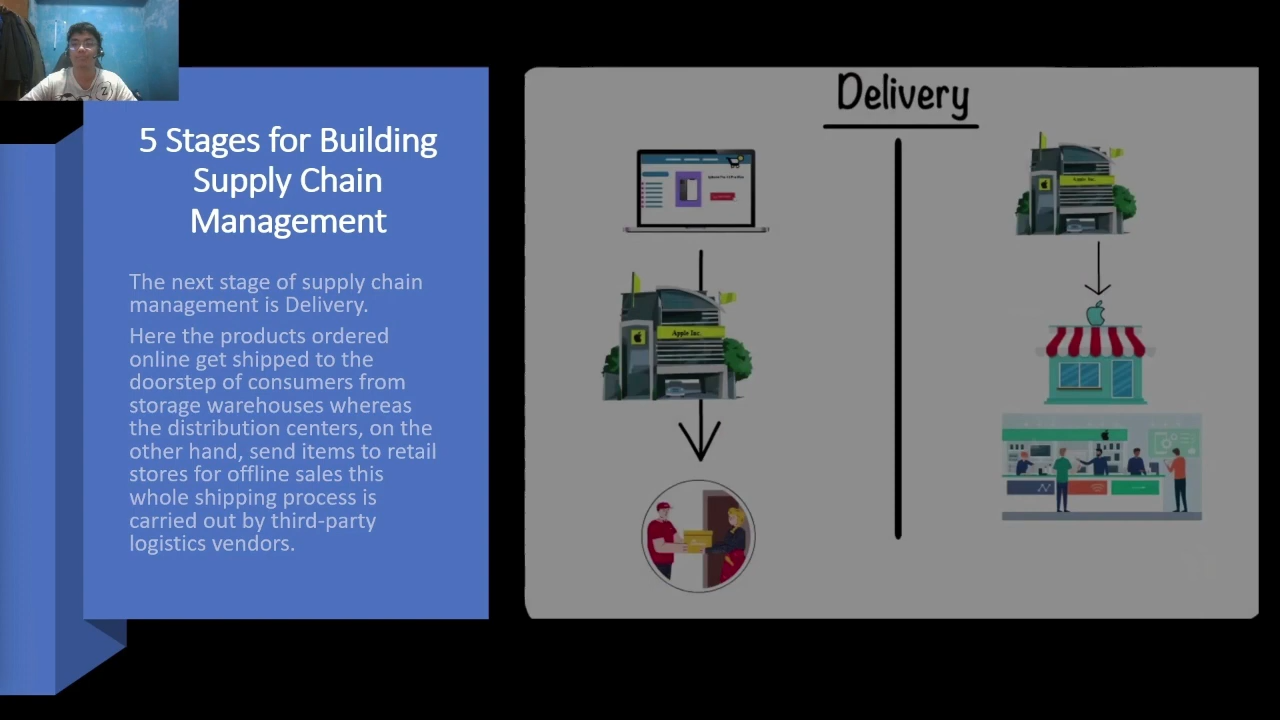 5 Stages for Building
Supply Chain
Management
The next stage of supply chain
management is Delivery.
Here the products ordered
online get shipped to the
doorstep of consumers from
storage warehouses whereas
the distribution centers, on the
other hand, send items to retail
stores for offline sales this
whole shipping process is
carried out by third-party
logistics vendors.
Delivery
Apple Inc.
Apple Inc.